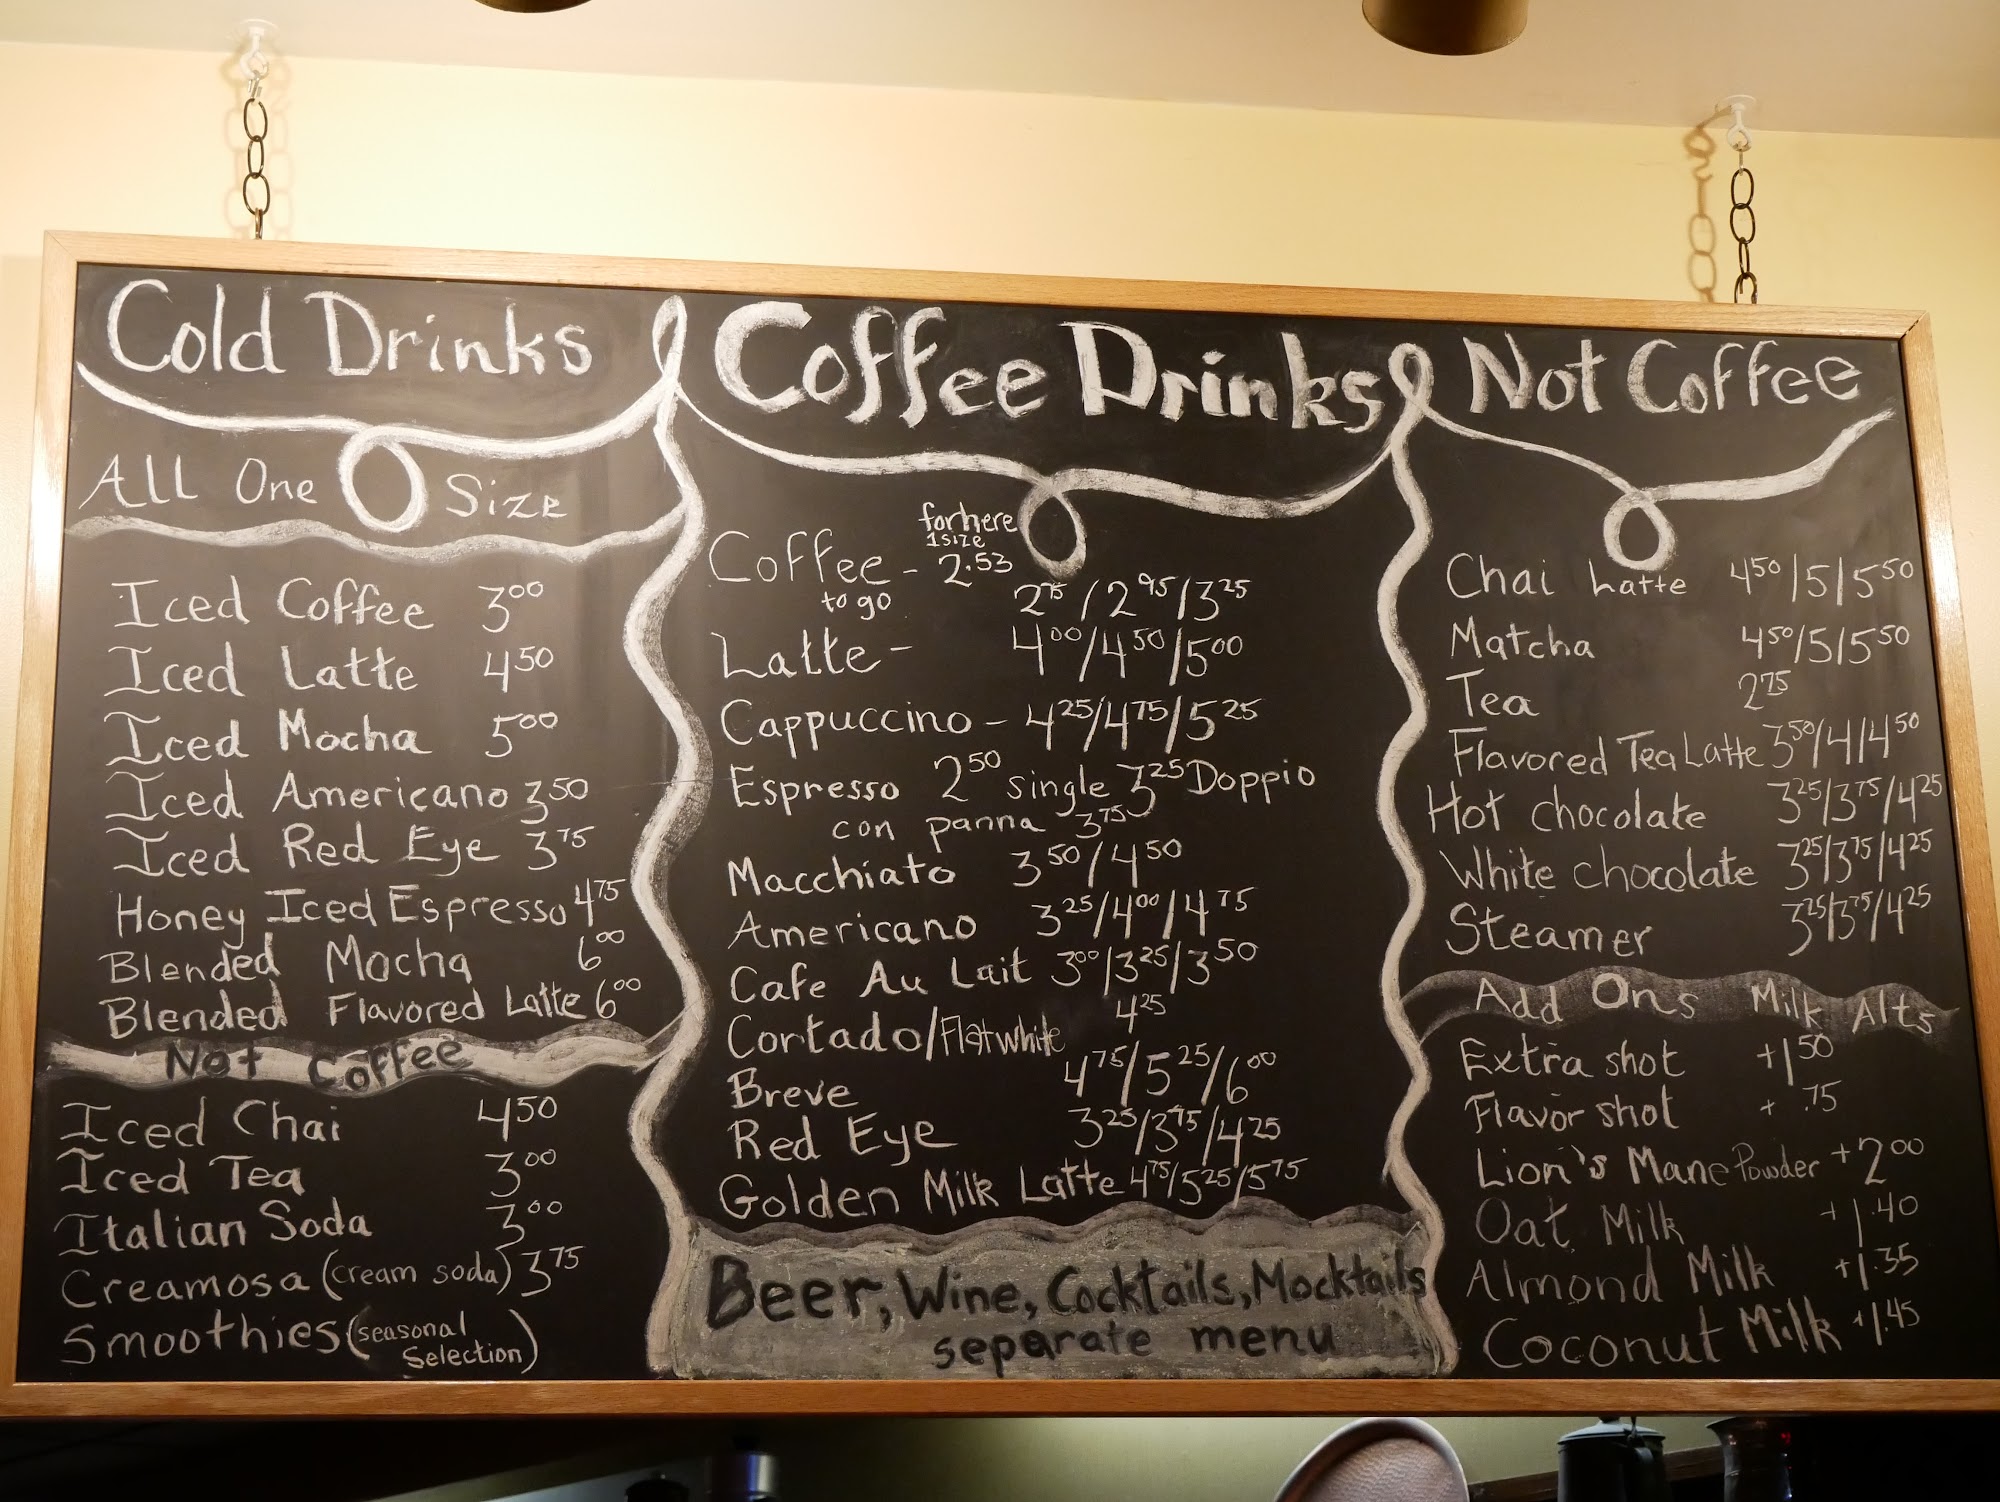 Cold Drinks
All One Size
Iced Coffee 3.00
Iced Latte 4.50
Iced Mocha 5.00
Iced Americano 3.50
Iced Red Eye 3.75
Honey Iced Espresso 4.75
Blended Mocha 6.00
Blended Flavored Latte 6.00
Not Coffee
Iced Chai 4.50
Iced Tea 3.00
Italian Soda 3.00
Creamosa (cream soda) 3.75
Smoothies (seasonal
Selection)
Coffee Drinks
for here
1 size
Coffee - 2.53
to go 2.75/2.95/3.25
Latte - 4.00/4.50/5.00
Cappuccino - 4.25/4.75/5.25
Espresso 2.50 single 3.25 Doppio
con panna 3.75
Macchiato 3.50/4.50
Americano 3.25/4.00/4.75
Cafe Au Lait 3.00/3.25/3.50
Cortado/Flat white 4.25
Breve 4.75/5.25/6.00
Red Eye 3.25/3.75/4.25
Golden Milk Latte 4.75/5.25/5.75
Beer, Wine, Cocktails, Mocktails
separate menu
Not Coffee
Chai Latte 4.50/5/5.50
Matcha 4.50/5/5.50
Tea 2.75
Flavored Tea Latte 3.50/4/4.50
Hot chocolate 3.25/3.75/4.25
White chocolate 3.25/3.75/4.25
Steamer 3.25/3.75/4.25
Add Ons Milk Alts
Extra shot +1.50
Flavor shot + .75
Lion's Mane Powder +2.00
Oat Milk +1.40
Almond Milk +1.35
Coconut Milk +1.45